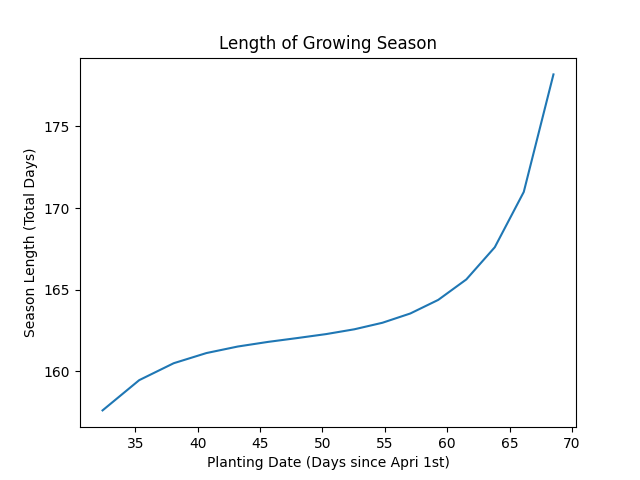 Length of Growing Season
Season Length (Total Days)
175
170
165
160
35 40 45 50 55 60 65 70
Planting Date (Days since Apri 1st)